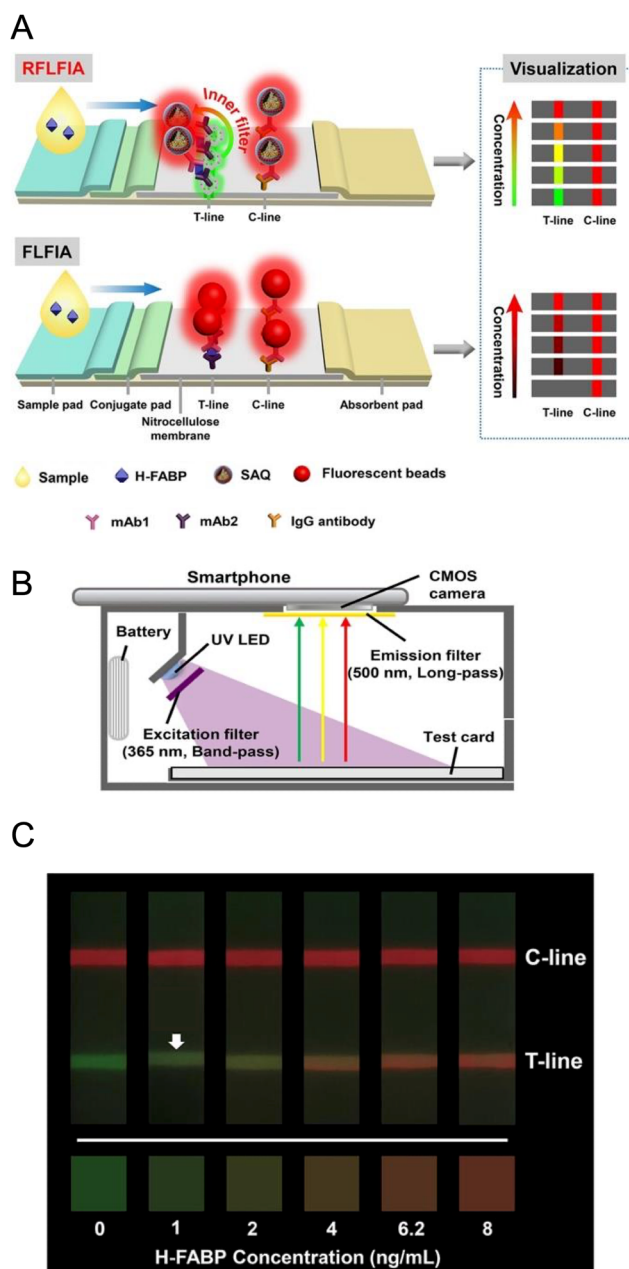 A
RFLFIA
Inner filter
T-line
C-line
Visualization
Concentration
T-line
C-line
FLFIA
Sample pad
Conjugate pad
Nitrocellulose
membrane
T-line
C-line
Absorbent pad
Concentration
T-line
C-line
Sample
H-FABP
SAQ
Fluorescent beads
mAb1
mAb2
IgG antibody
B
Smartphone
CMOS
camera
Battery
UV LED
Emission filter
(500 nm, Long-pass)
Excitation filter
(365 nm, Band-pass)
Test card
C
C-line
T-line
0 1 2 4 6.2 8
H-FABP Concentration (ng/mL)